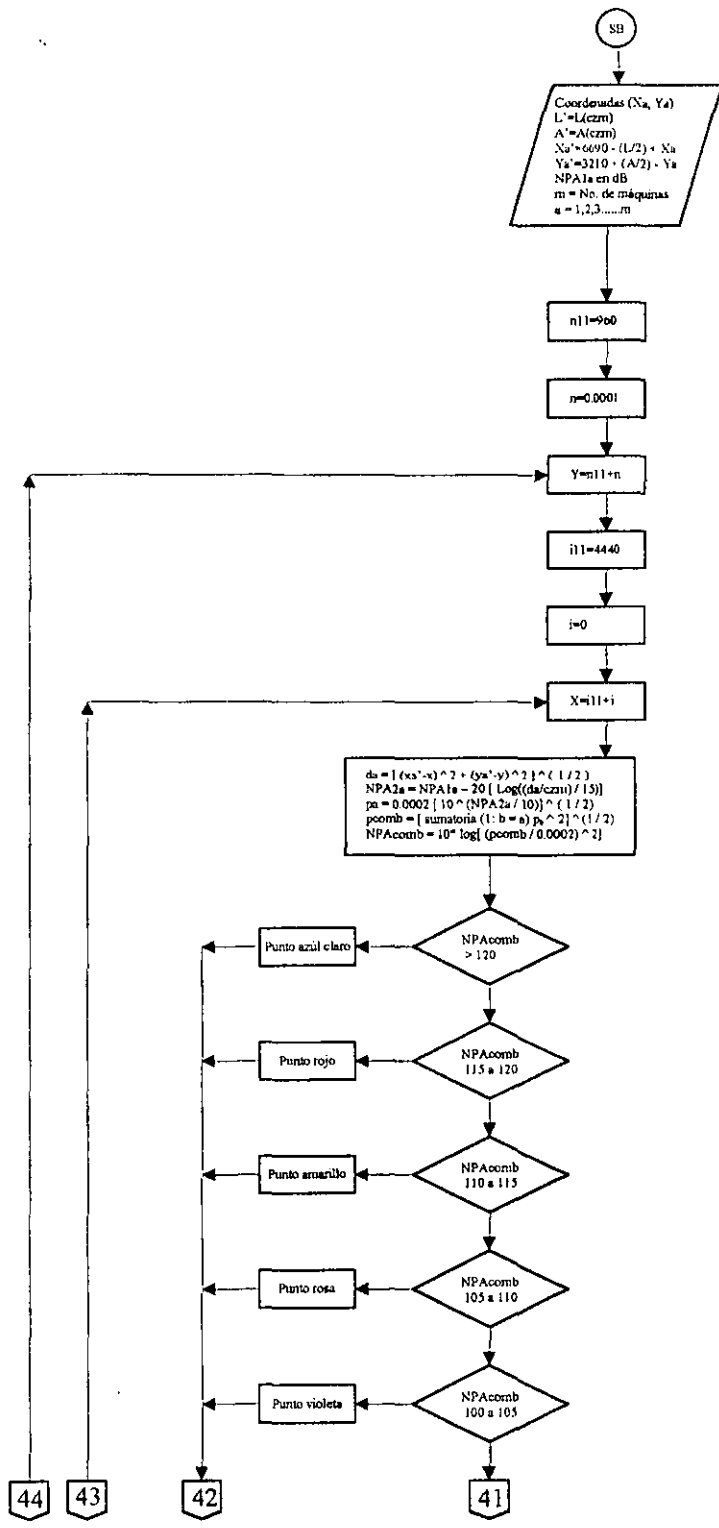 SB
Coordenadas (Xa, Ya)
L'=L(czm)
A'=A(czm)
Xa'=6690 - (L/2) + Xa
Ya'=3210 + (A/2) - Ya
NPA1a en dB
m = No. de máquinas
a = 1,2,3......m
n11=960
n=0.0001
Y=n11+n
i11=4440
i=0
X=i11+i
da = [ (xa'-x) ^ 2 + (ya'-y) ^ 2 ] ^ ( 1 / 2 )
NPA2a = NPA1a – 20 [ Log((da/czm) / 15)]
pa = 0.0002 [ 10 ^ (NPA2a / 10)] ^ ( 1 / 2)
pcomb = [ sumatoria (1: b = a) pb ^ 2] ^ (1 / 2)
NPAcomb = 10* log[ (pcomb / 0.0002) ^ 2]
Punto azúl claro
NPAcomb
> 120
Punto rojo
NPAcomb
115 a 120
Punto amarillo
NPAcomb
110 a 115
Punto rosa
NPAcomb
105 a 110
Punto violeta
NPAcomb
100 a 105
44
43
42
41